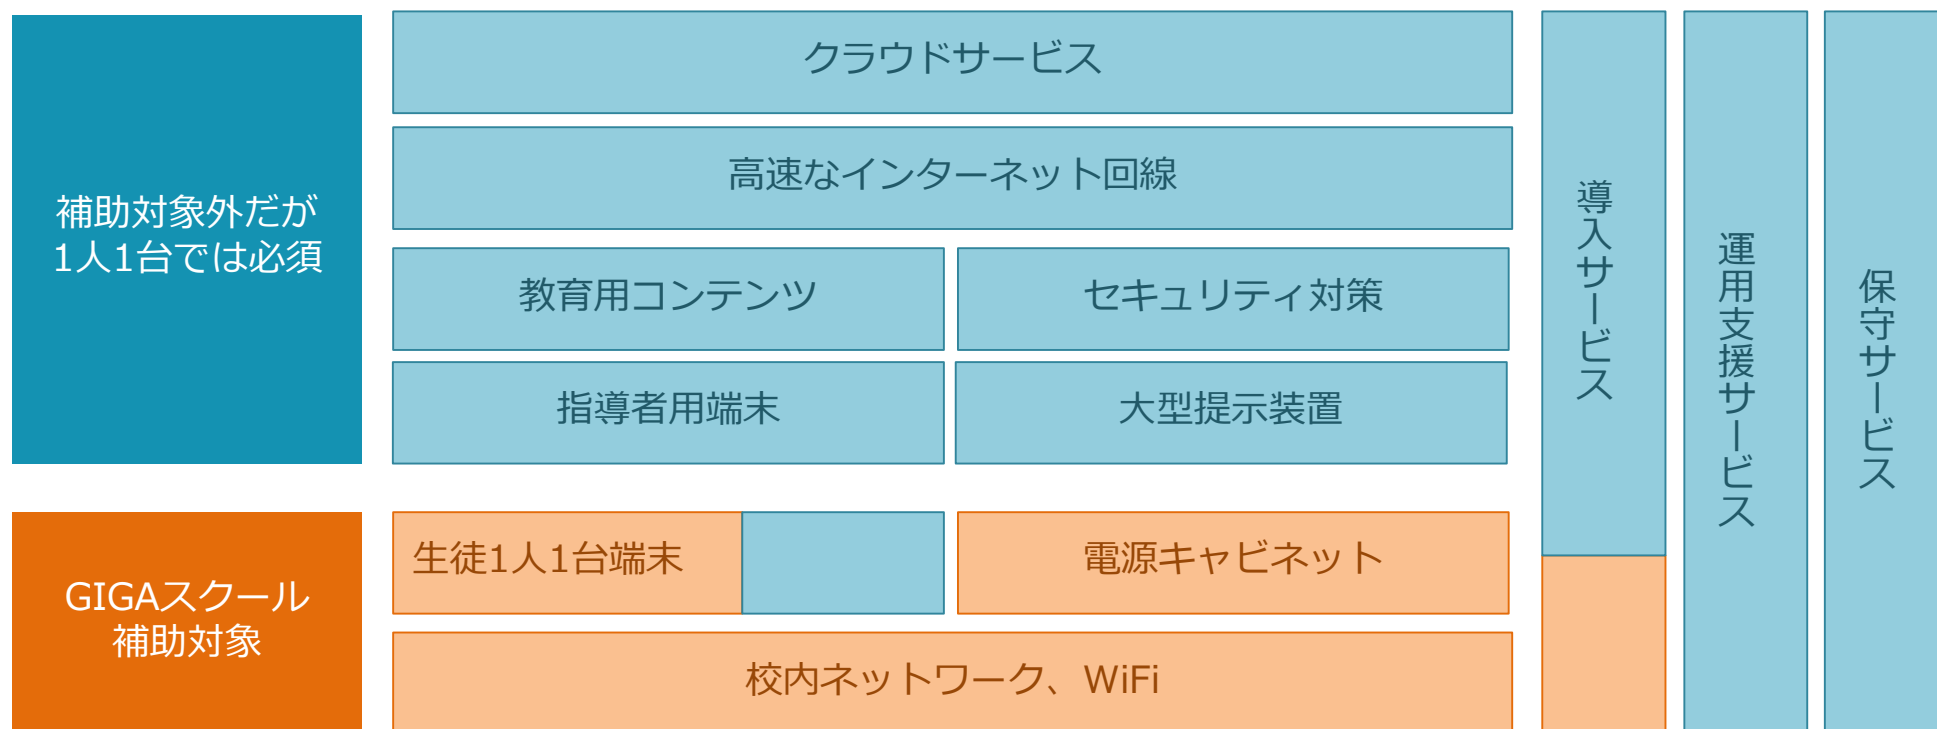 補助対象外だが
1人1台では必須
クラウドサービス
高速なインターネット回線
教育用コンテンツ
セキュリティ対策
指導者用端末
大型提示装置
GIGAスクール
補助対象
生徒1人1台端末
電源キャビネット
校内ネットワーク、WiFi
導入サービス
運用支援サービス
保守サービス